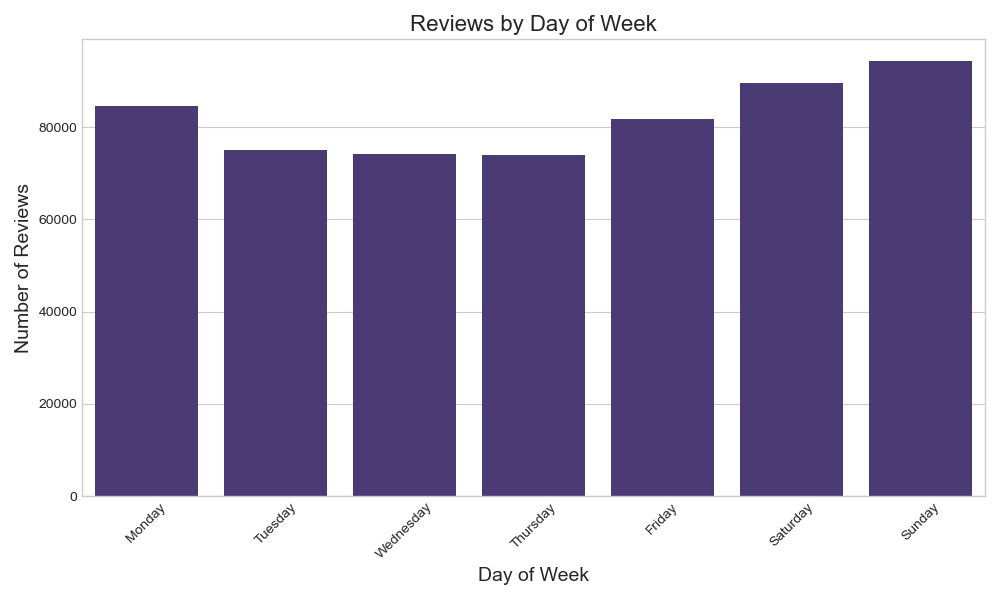 Reviews by Day of Week
Number of Reviews
80000
60000
40000
20000
0
Monday
Tuesday
Wednesday
Thursday
Friday
Saturday
Sunday
Day of Week